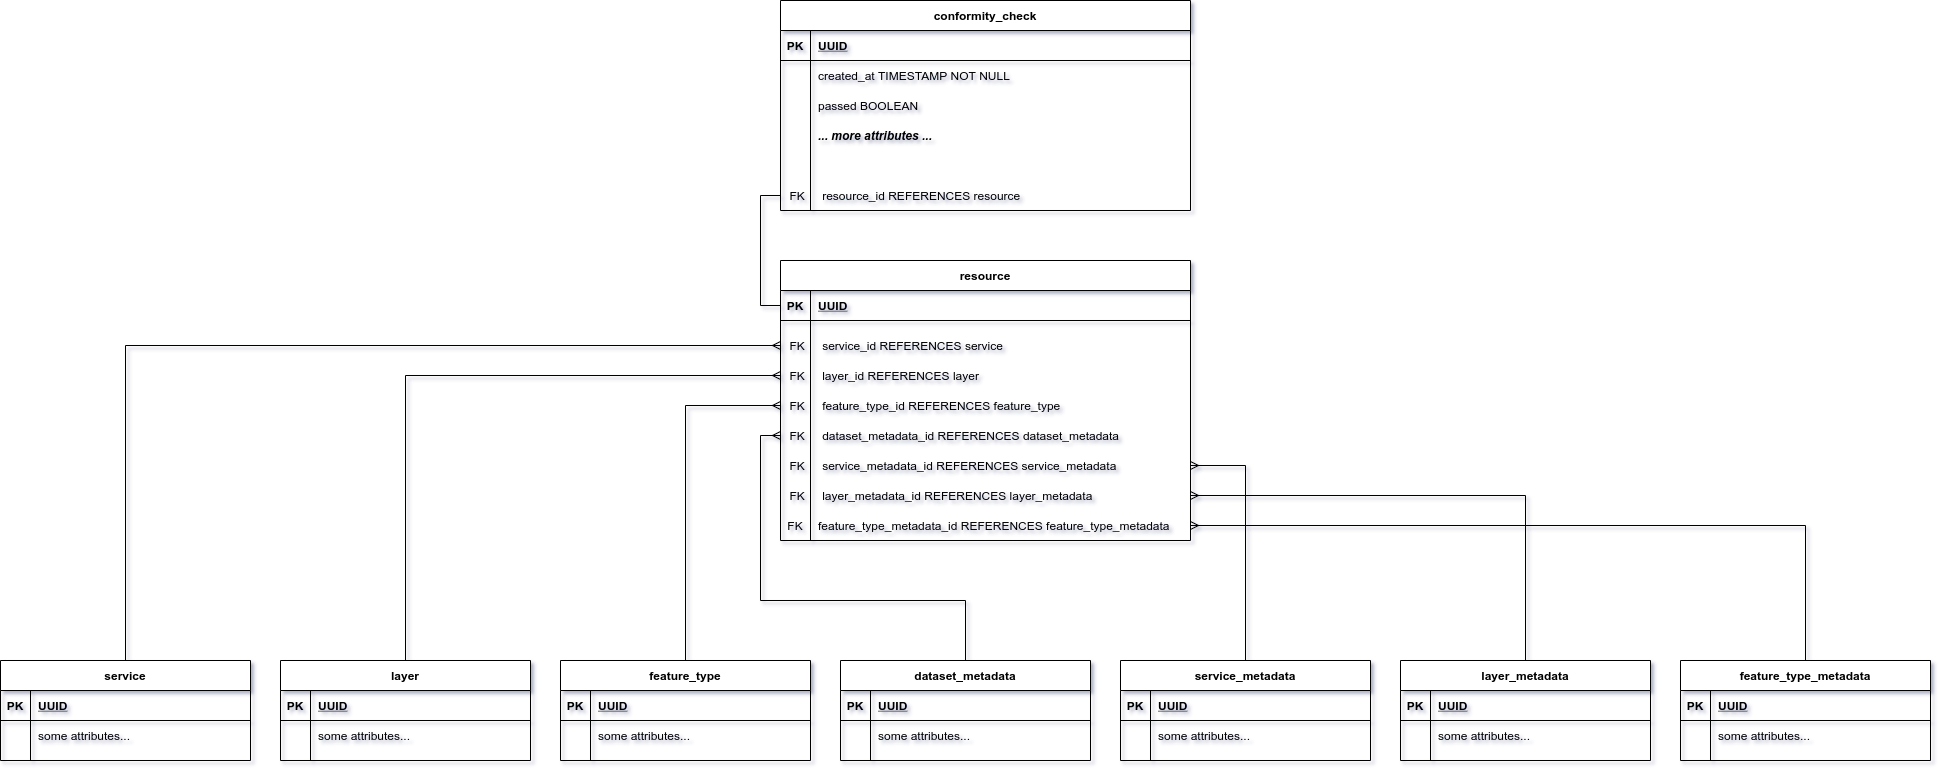 conformity_check
PK UUID
created_at TIMESTAMP NOT NULL
passed BOOLEAN
... more attributes ...
FK resource_id REFERENCES resource
resource
PK UUID
FK service_id REFERENCES service
FK layer_id REFERENCES layer
FK feature_type_id REFERENCES feature_type
FK dataset_metadata_id REFERENCES dataset_metadata
FK service_metadata_id REFERENCES service_metadata
FK layer_metadata_id REFERENCES layer_metadata
FK feature_type_metadata_id REFERENCES feature_type_metadata
service
PK UUID
some attributes...
layer
PK UUID
some attributes...
feature_type
PK UUID
some attributes...
dataset_metadata
PK UUID
some attributes...
service_metadata
PK UUID
some attributes...
layer_metadata
PK UUID
some attributes...
feature_type_metadata
PK UUID
some attributes...